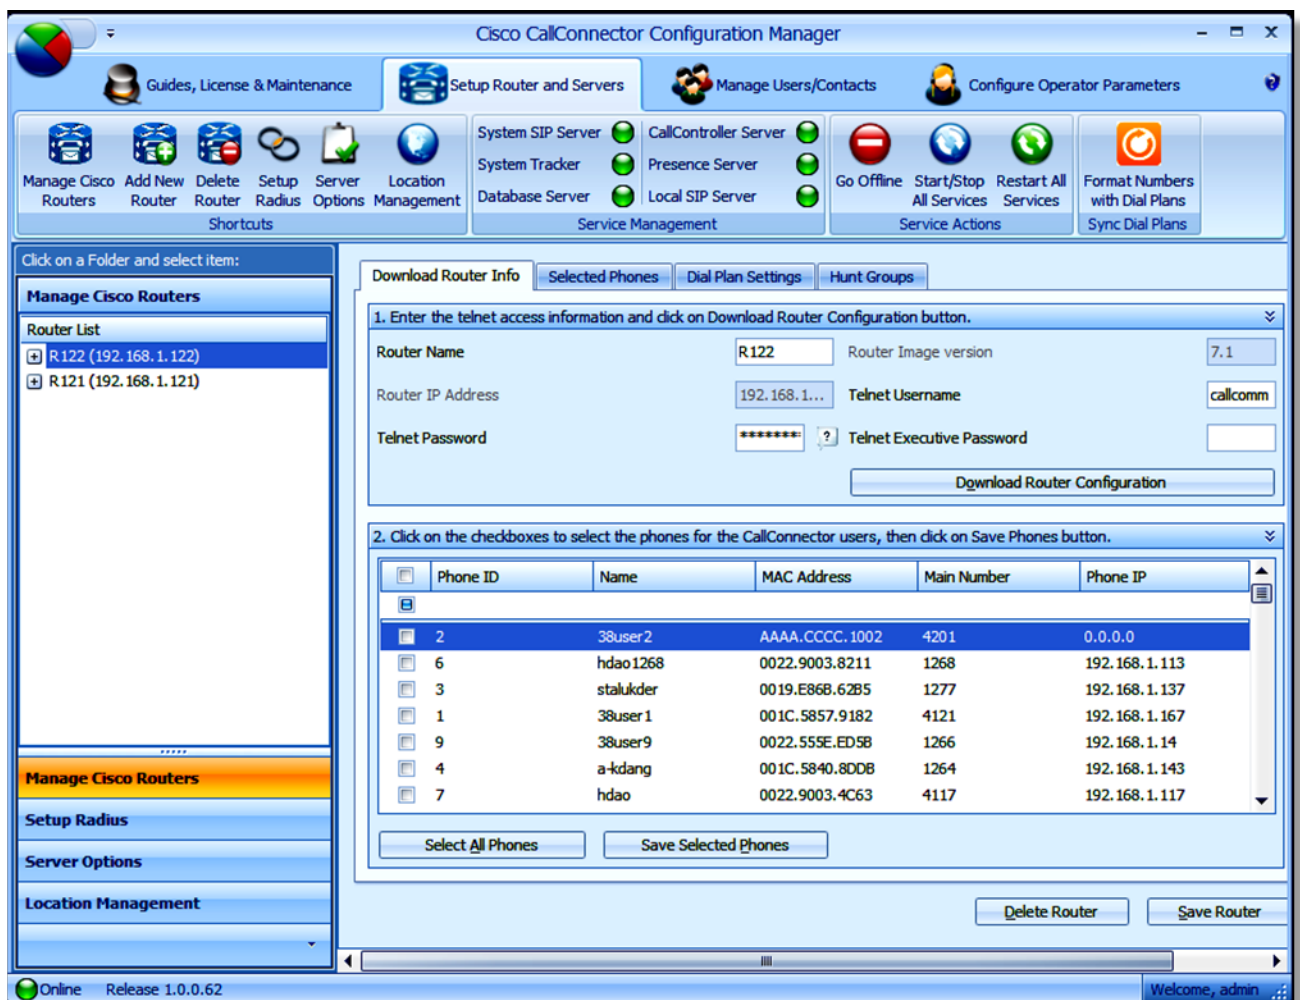 Cisco CallConnector Configuration Manager
Guides, License & Maintenance
Setup Router and Servers
Manage Users/Contacts
Configure Operator Parameters
Manage Cisco Routers
Add New Router
Delete Router
Setup Radius
Server Options
Location Management
Shortcuts
System SIP Server
System Tracker
Database Server
CallController Server
Presence Server
Local SIP Server
Service Management
Go Offline
Start/Stop All Services
Restart All Services
Service Actions
Format Numbers with Dial Plans
Sync Dial Plans
Click on a Folder and select item:
Manage Cisco Routers
Router List
R122 (192.168.1.122)
R121 (192.168.1.121)
Manage Cisco Routers
Setup Radius
Server Options
Location Management
Download Router Info
Selected Phones
Dial Plan Settings
Hunt Groups
1. Enter the telnet access information and click on Download Router Configuration button.
Router Name R122 Router Image version 7.1
Router IP Address 192.168.1... Telnet Username callcomm
Telnet Password ******** ? Telnet Executive Password
Download Router Configuration
2. Click on the checkboxes to select the phones for the CallConnector users, then click on Save Phones button.
Phone ID Name MAC Address Main Number Phone IP
2 38user2 AAAA.CCCC.1002 4201 0.0.0.0
6 hdao1268 0022.9003.8211 1268 192.168.1.113
3 stalukder 0019.E86B.62B5 1277 192.168.1.137
1 38user1 001C.5857.9182 4121 192.168.1.167
9 38user9 0022.555E.ED5B 1266 192.168.1.14
4 a-kdang 001C.5840.8DDB 1264 192.168.1.143
7 hdao 0022.9003.4C63 4117 192.168.1.117
Select All Phones
Save Selected Phones
Delete Router
Save Router
Online Release 1.0.0.62
Welcome, admin